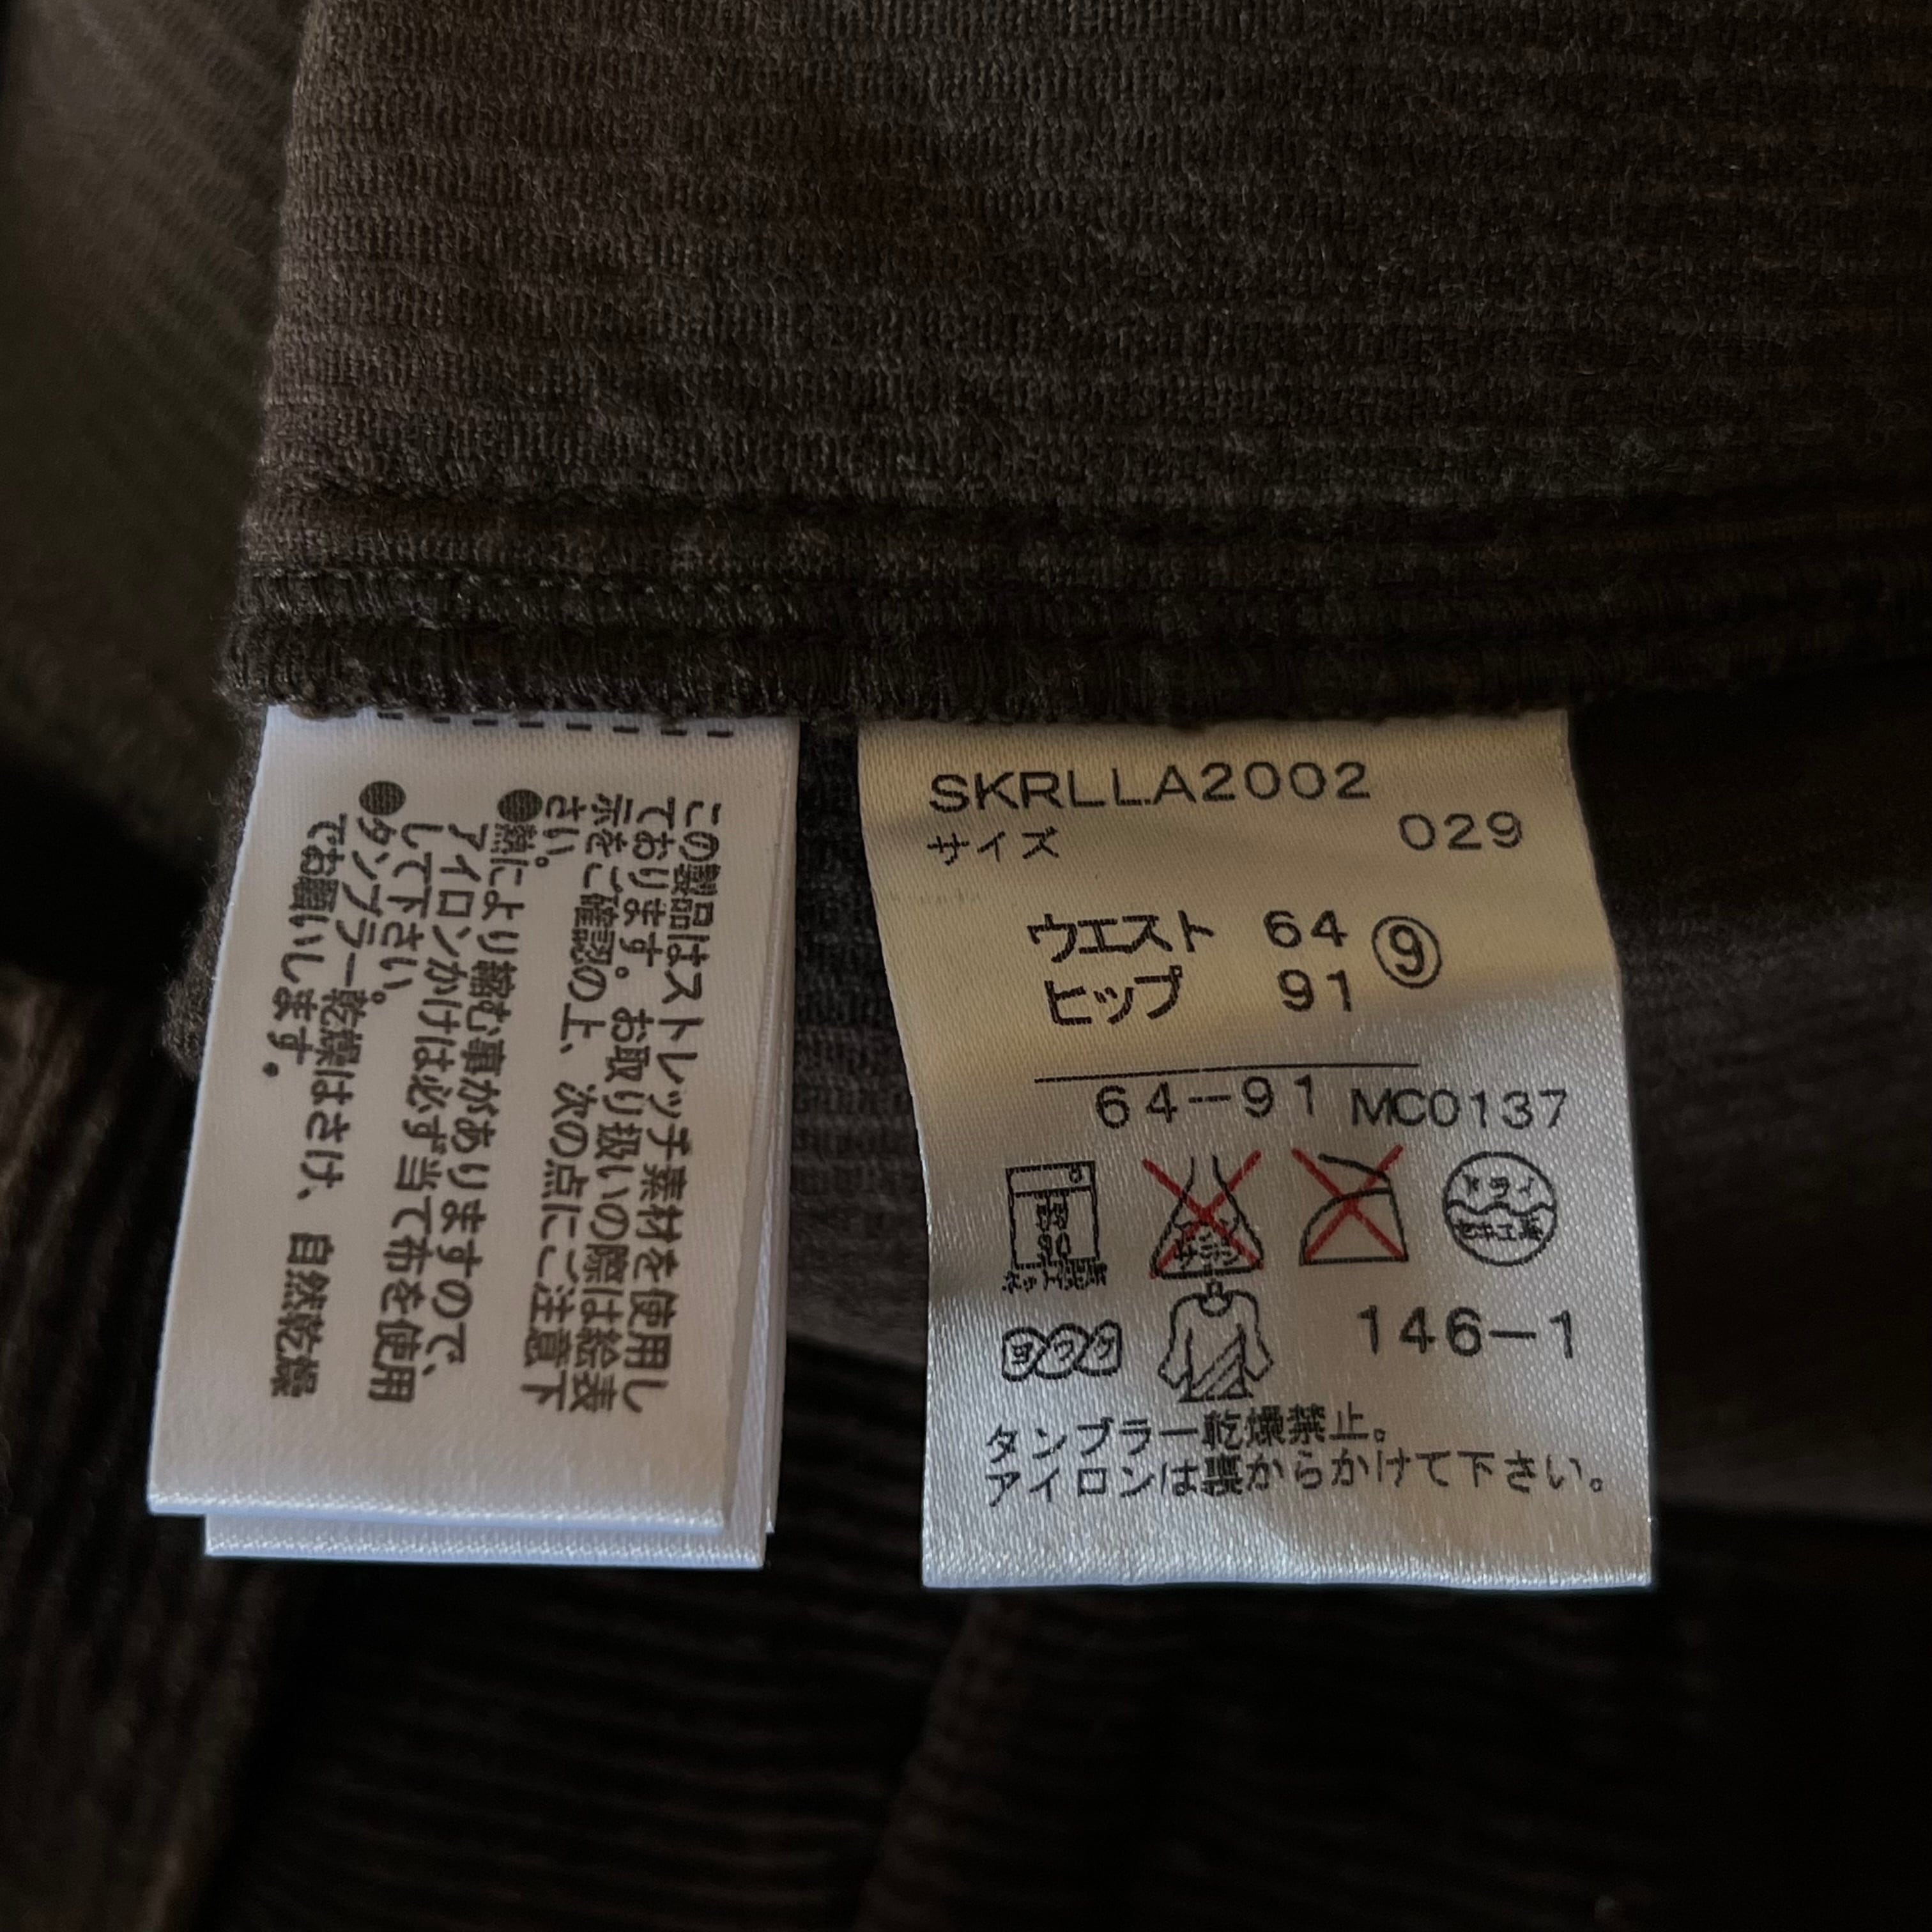 この製品はストレッチ素材を使用し
ております。お取り扱いの際は絵表
示をご確認の上、次の点にご注意下
さい。
●熱により縮む事がありますので、
アイロンかけは必ず当て布を使用
して下さい。
●タンブラー乾燥はさけ、自然乾燥
でお願いします。
SKRLLA2002
029
サイズ
ウエスト 64
ヒップ 91
⑨
64-91 MC0137
ドライ
ヨワク
146-1
タンブラー乾燥禁止。
アイロンは裏からかけて下さい。